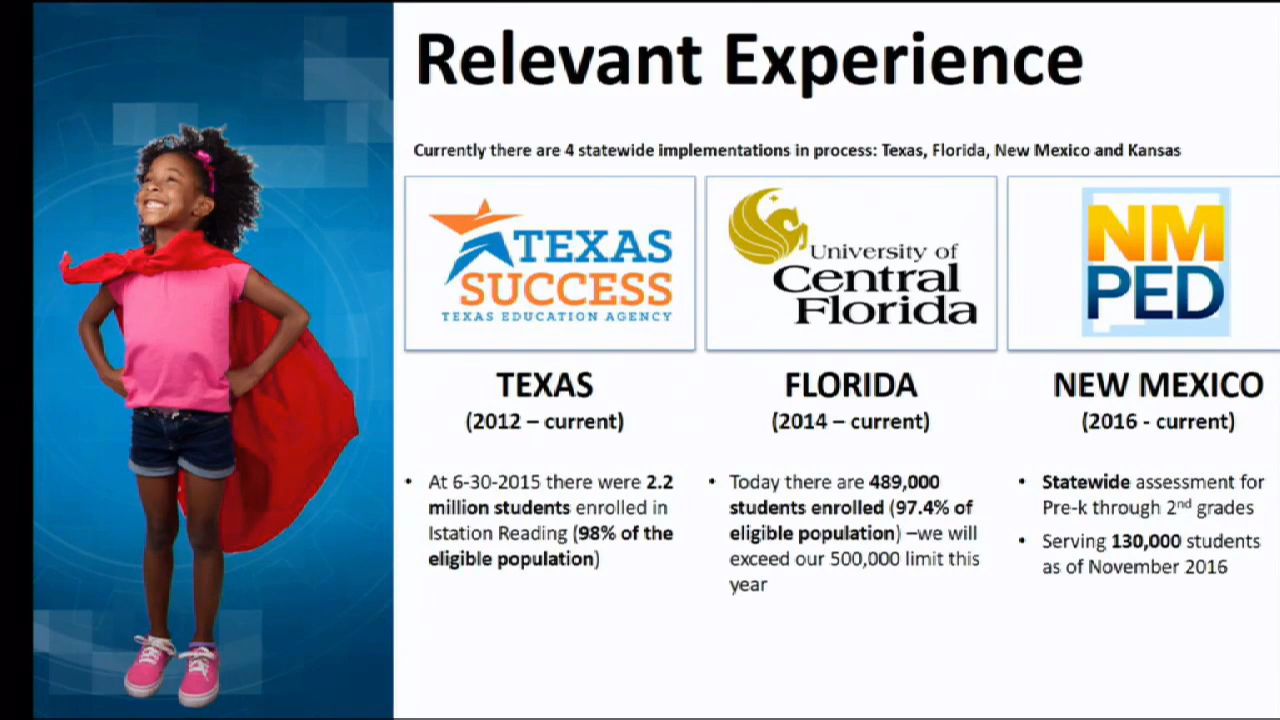 Relevant Experience
Currently there are 4 statewide implementations in process: Texas, Florida, New Mexico and Kansas
TEXAS
SUCCESS
TEXAS EDUCATION AGENCY
University of
Central
Florida
NM
PED
TEXAS
(2012 – current)
FLORIDA
(2014 – current)
NEW MEXICO
(2016 - current)
• At 6-30-2015 there were 2.2
million students enrolled in
Istation Reading (98% of the
eligible population)
• Today there are 489,000
students enrolled (97.4% of
eligible population) –we will
exceed our 500,000 limit this
year
• Statewide assessment for
Pre-k through 2nd grades
• Serving 130,000 students
as of November 2016